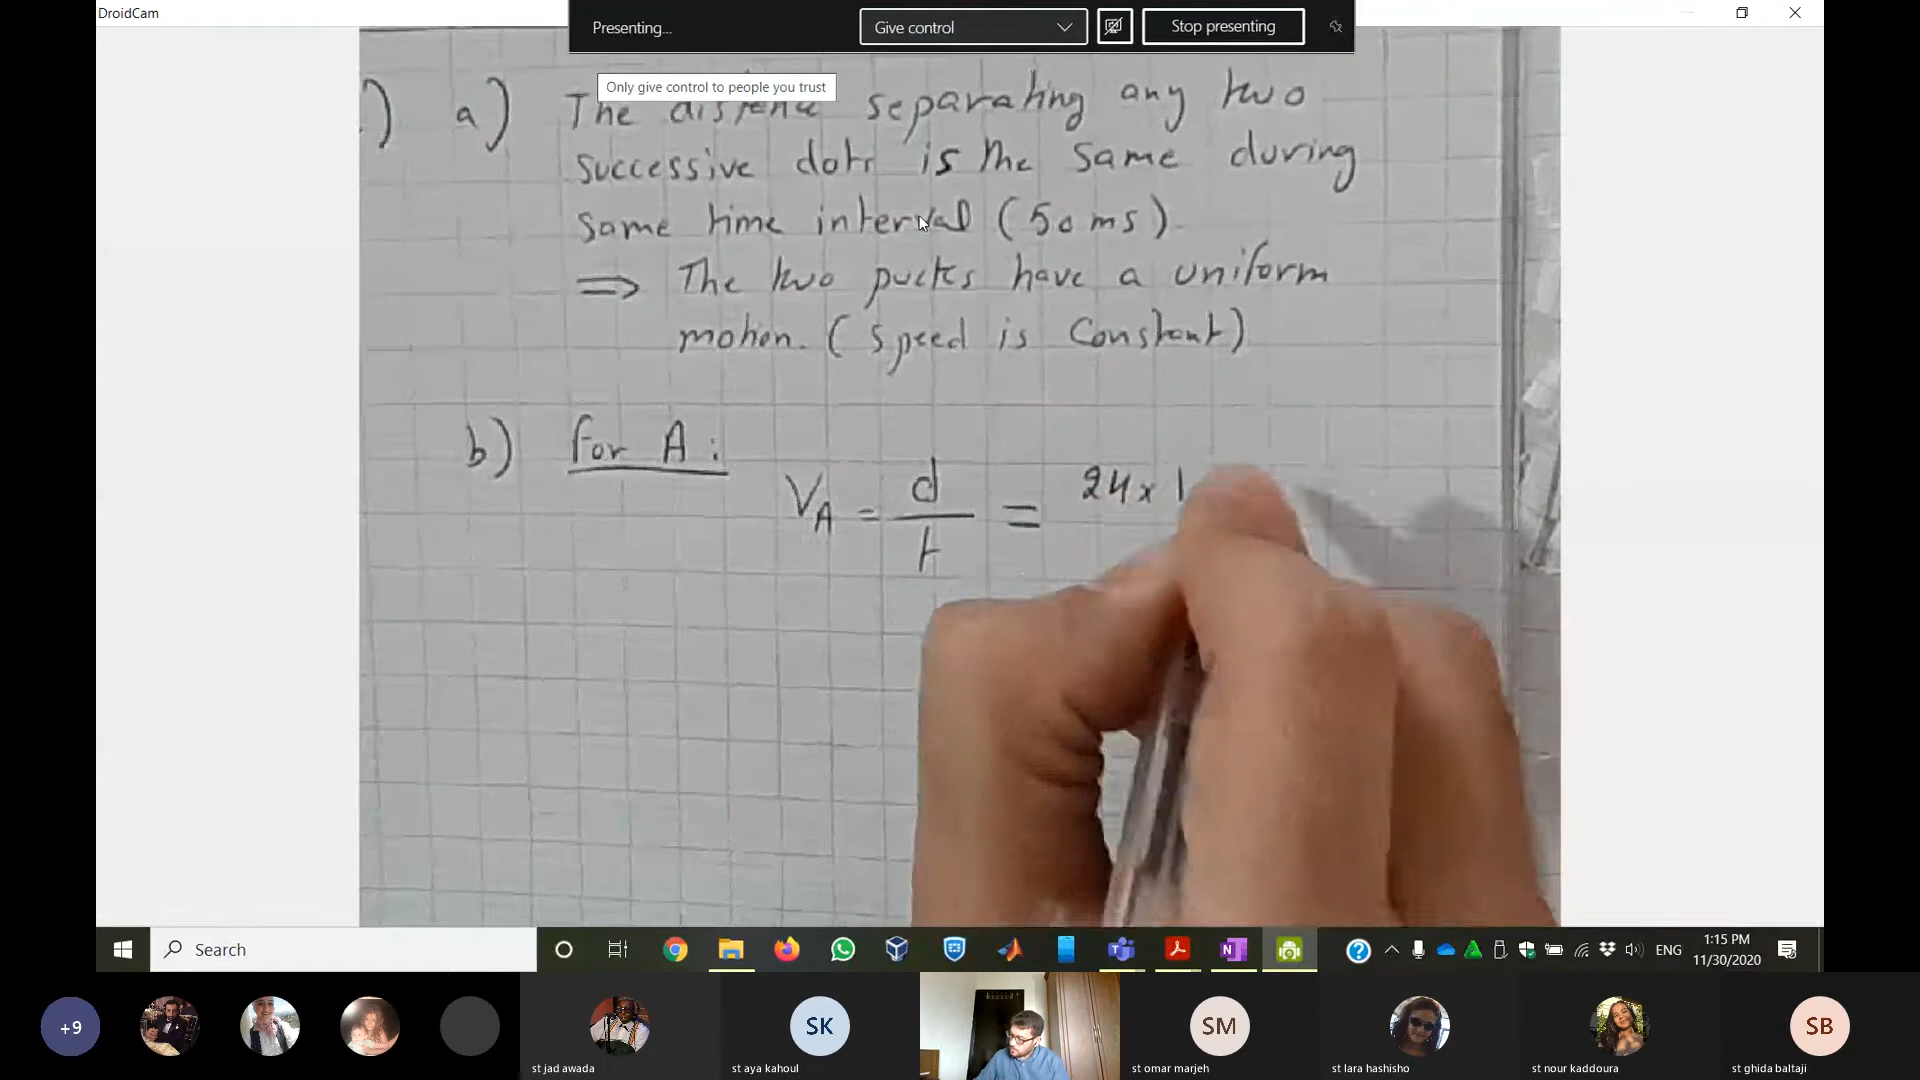 DroidCam
Presenting...
Give control
Stop presenting
Only give control to people you trust
a) The distance separating any two
successive dots is the same during
same time interval (50 ms).
⇒ The two pucks have a uniform
motion. (speed is constant)
b) for A :
V_A = d/t = 24 x 1
Search
ENG
1:15 PM
11/30/2020
+9
SK
SM
SB
st jad awada
st aya kahoul
st omar marjeh
st lara hashisho
st nour kaddoura
st ghida baltaji